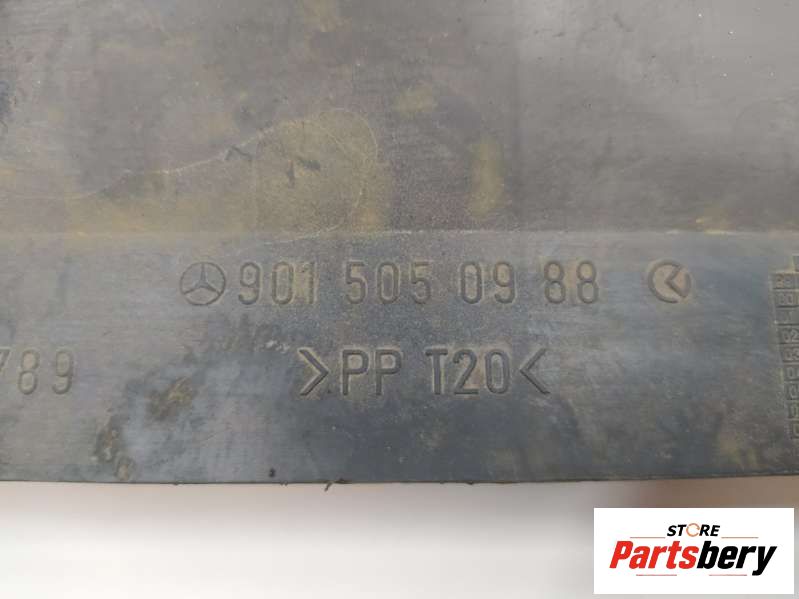 901 505 09 88
789
>PP T20<
STORE
Partsbery